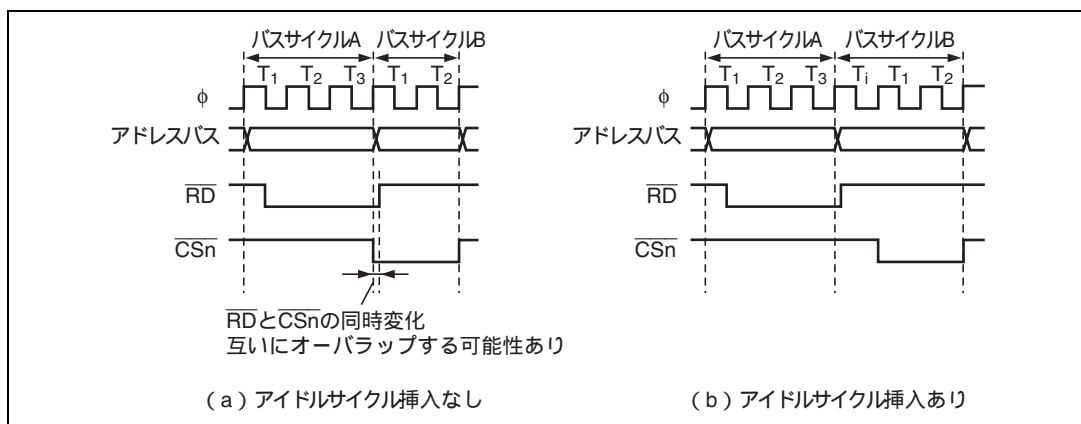 バスサイクルA バスサイクルB
T1 T2 T3 T1 T2
φ
アドレスバス
RD
CSn
RDとCSnの同時変化
互いにオーバラップする可能性あり
(a)アイドルサイクル挿入なし
バスサイクルA バスサイクルB
T1 T2 T3 Ti T1 T2
φ
アドレスバス
RD
CSn
(b)アイドルサイクル挿入あり